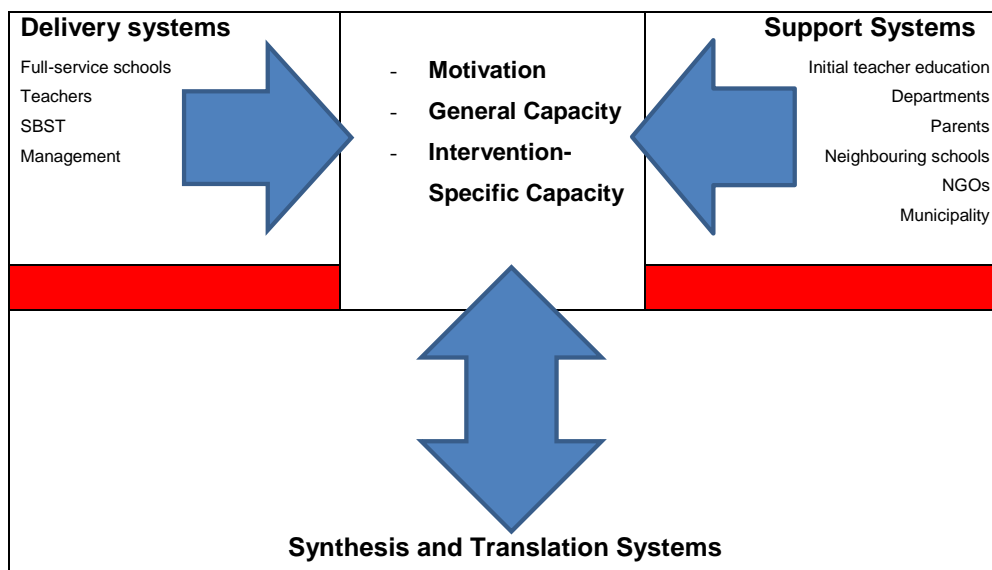 Delivery systems
Full-service schools
Teachers
SBST
Management
- Motivation
- General Capacity
- Intervention-
Specific Capacity
Support Systems
Initial teacher education
Departments
Parents
Neighbouring schools
NGOs
Municipality
Synthesis and Translation Systems